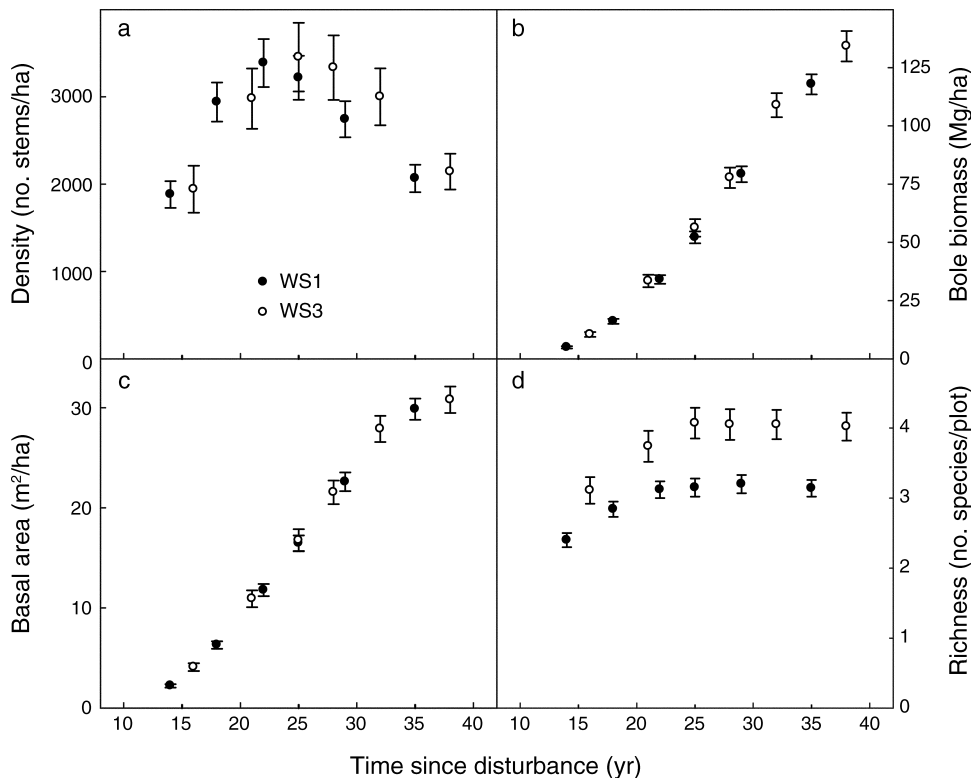 a
b
Density (no. stems/ha)
3000
2000
1000
0
WS1
WS3
Bole biomass (Mg/ha)
125
100
75
50
25
0
c
d
Basal area (m²/ha)
30
20
10
0
Richness (no. species/plot)
4
3
2
1
0
10 15 20 25 30 35 40
10 15 20 25 30 35 40
Time since disturbance (yr)